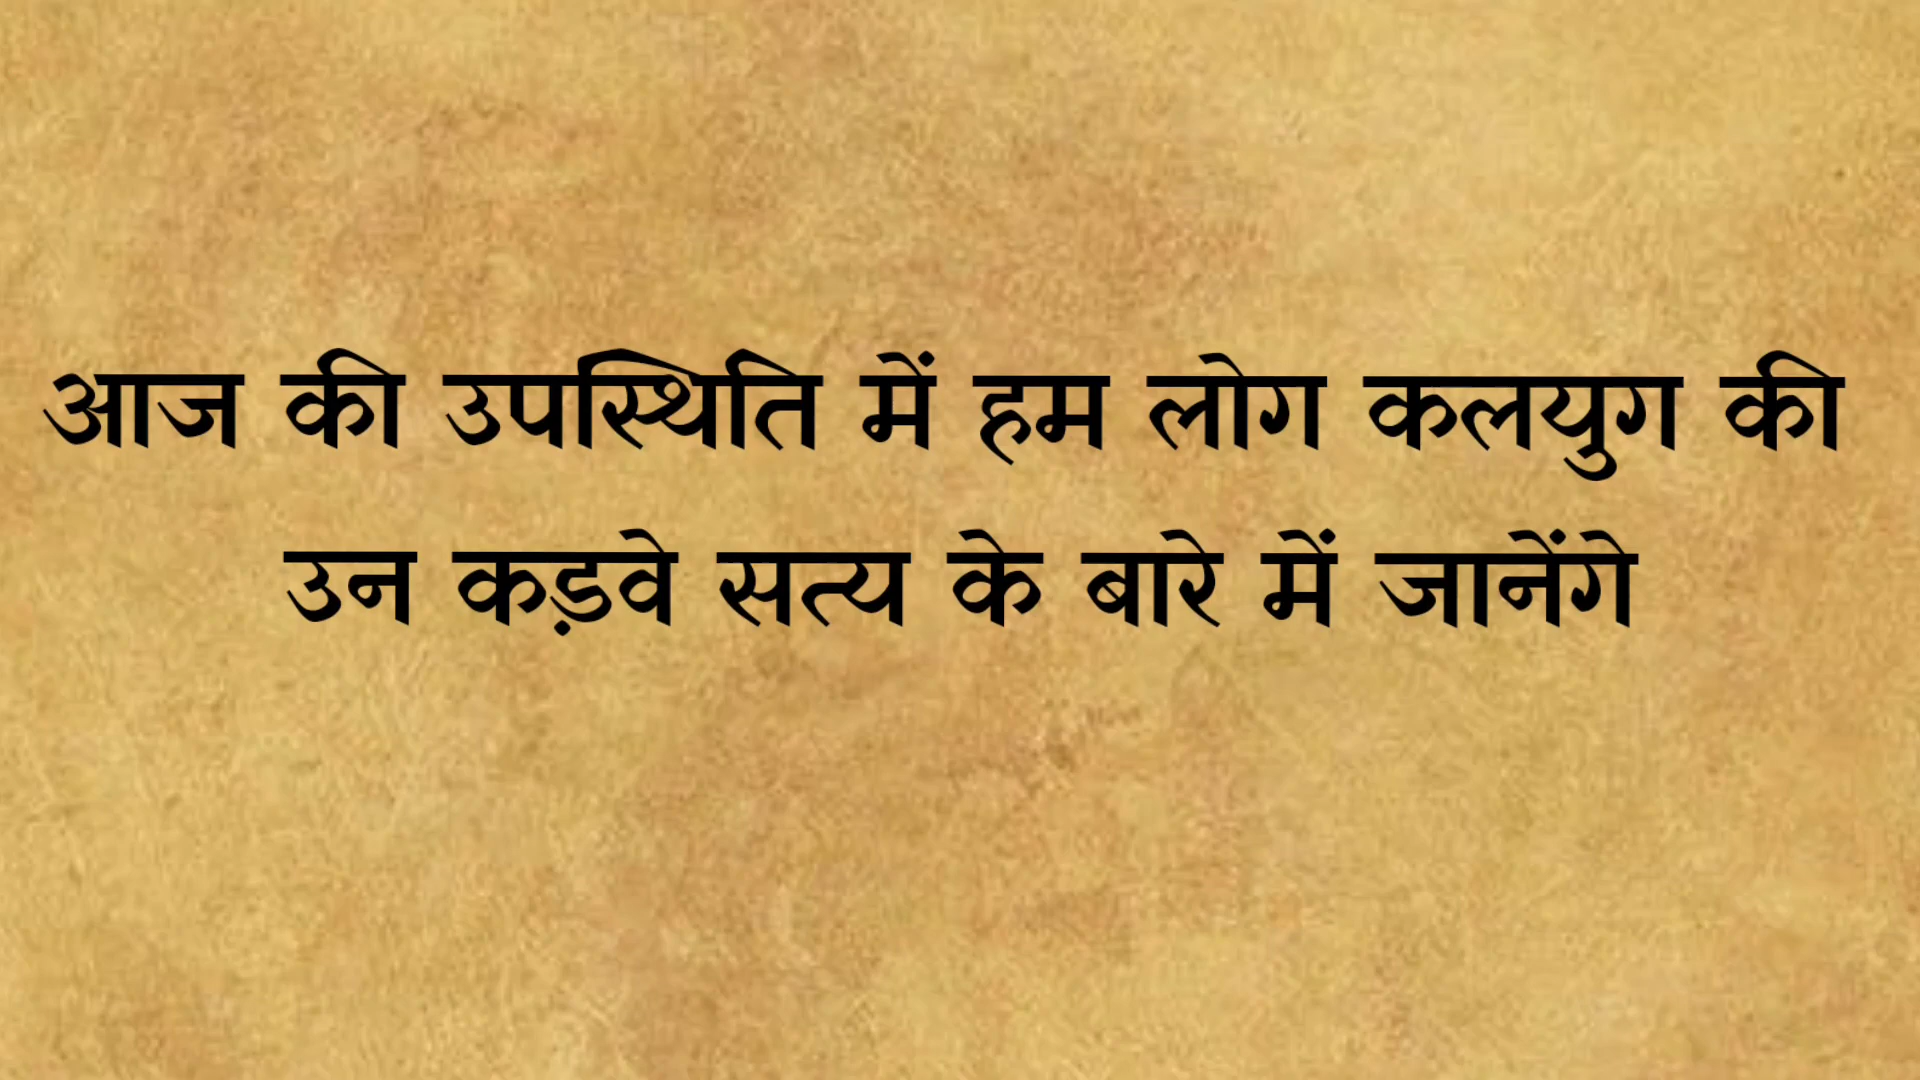 आज की उपस्थिति में हम लोग कलयुग की
उन कड़वे सत्य के बारे में जानेंगे